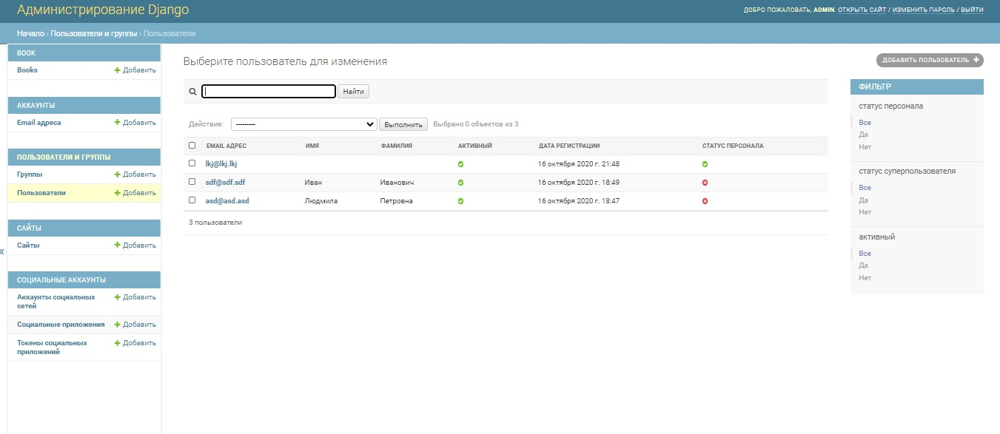 Администрирование Django
ДОБРО ПОЖАЛОВАТЬ, ADMIN. ОТКРЫТЬ САЙТ / ИЗМЕНИТЬ ПАРОЛЬ / ВЫЙТИ
Начало › Пользователи и группы › Пользователи
BOOK
Books + Добавить
АККАУНТЫ
Email адреса + Добавить
ПОЛЬЗОВАТЕЛИ И ГРУППЫ
Группы + Добавить
Пользователи + Добавить
САЙТЫ
Сайты + Добавить
«
СОЦИАЛЬНЫЕ АККАУНТЫ
Аккаунты социальных + Добавить
сетей
Социальные приложения + Добавить
Токены социальных + Добавить
приложений
Выберите пользователь для изменения
ДОБАВИТЬ ПОЛЬЗОВАТЕЛЬ +
Найти
Действие: --------- Выполнить Выбрано 0 объектов из 3
EMAIL АДРЕС ИМЯ ФАМИЛИЯ АКТИВНЫЙ ДАТА РЕГИСТРАЦИИ СТАТУС ПЕРСОНАЛА
lkj@lkj.lkj 16 октября 2020 г. 21:48
sdf@sdf.sdf Иван Иванович 16 октября 2020 г. 18:49
asd@asd.asd Людмила Петровна 16 октября 2020 г. 18:47
3 пользователи
ФИЛЬТР
статус персонала
Все
Да
Нет
статус суперпользователя
Все
Да
Нет
активный
Все
Да
Нет